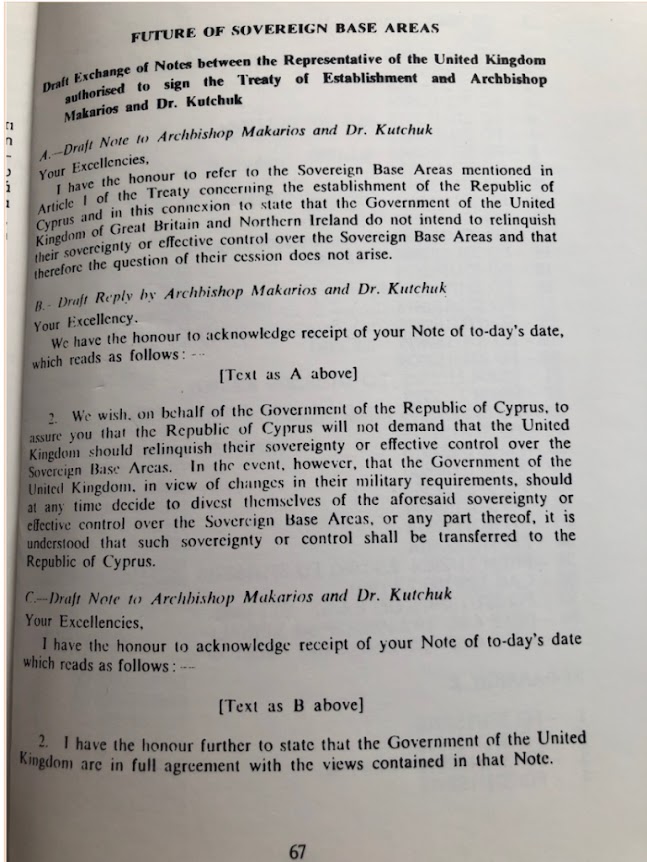 FUTURE OF SOVEREIGN BASE AREAS
Draft Exchange of Notes between the Representative of the United Kingdom
authorised to sign the Treaty of Establishment and Archbishop
Makarios and Dr. Kutchuk
A.—Draft Note to Archbishop Makarios and Dr. Kutchuk
Your Excellencies,
I have the honour to refer to the Sovereign Base Areas mentioned in
Article 1 of the Treaty concerning the establishment of the Republic of
Cyprus and in this connexion to state that the Government of the United
Kingdom of Great Britain and Northern Ireland do not intend to relinquish
their sovereignty or effective control over the Sovereign Base Areas and that
therefore the question of their cession does not arise.
B.- Draft Reply by Archbishop Makarios and Dr. Kutchuk
Your Excellency.
We have the honour to acknowledge receipt of your Note of to-day's date,
which reads as follows: --
[Text as A above]
2. We wish, on behalf of the Government of the Republic of Cyprus, to
assure you that the Republic of Cyprus will not demand that the United
Kingdom should relinquish their sovereignty or effective control over the
Sovereign Base Areas. In the event, however, that the Government of the
United Kingdom, in view of changes in their military requirements, should
at any time decide to divest themselves of the aforesaid sovereignty or
effective control over the Sovereign Base Areas, or any part thereof, it is
understood that such sovereignty or control shall be transferred to the
Republic of Cyprus.
C.—Draft Note to Archbishop Makarios and Dr. Kutchuk
Your Excellencies,
I have the honour to acknowledge receipt of your Note of to-day's date
which reads as follows: --
[Text as B above]
2. I have the honour further to state that the Government of the United
Kingdom are in full agreement with the views contained in that Note.
67